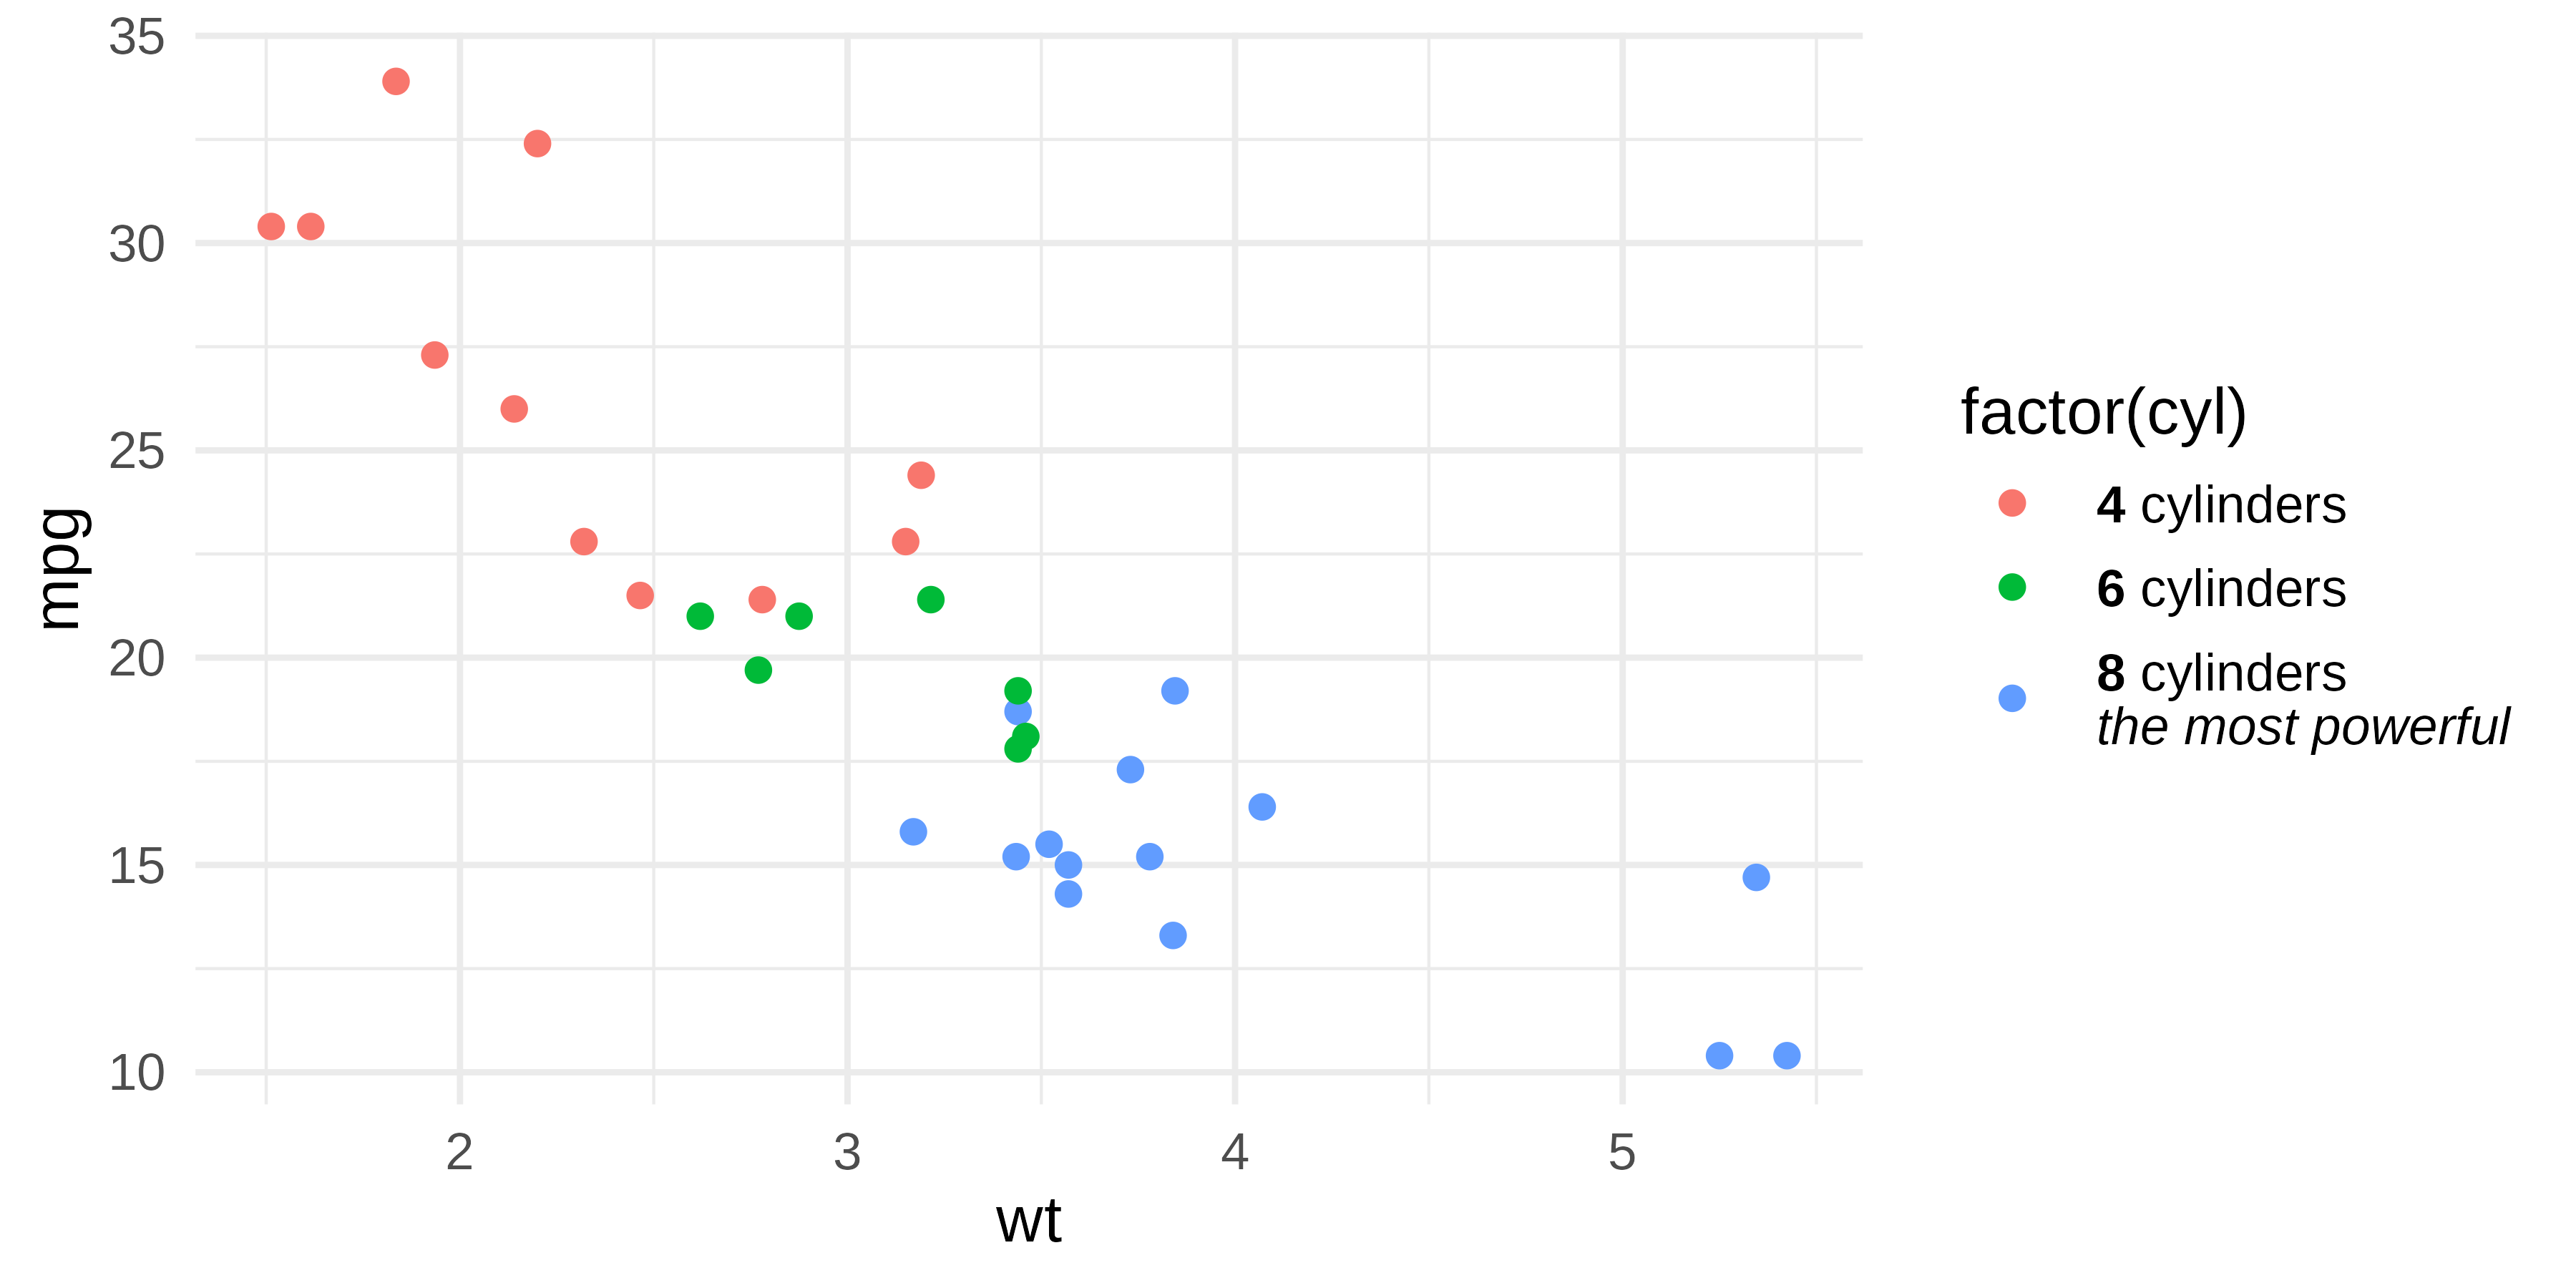 35
30
25
20
15
10
mpg
2
3
4
5
wt
factor(cyl)
4 cylinders
6 cylinders
8 cylinders
the most powerful